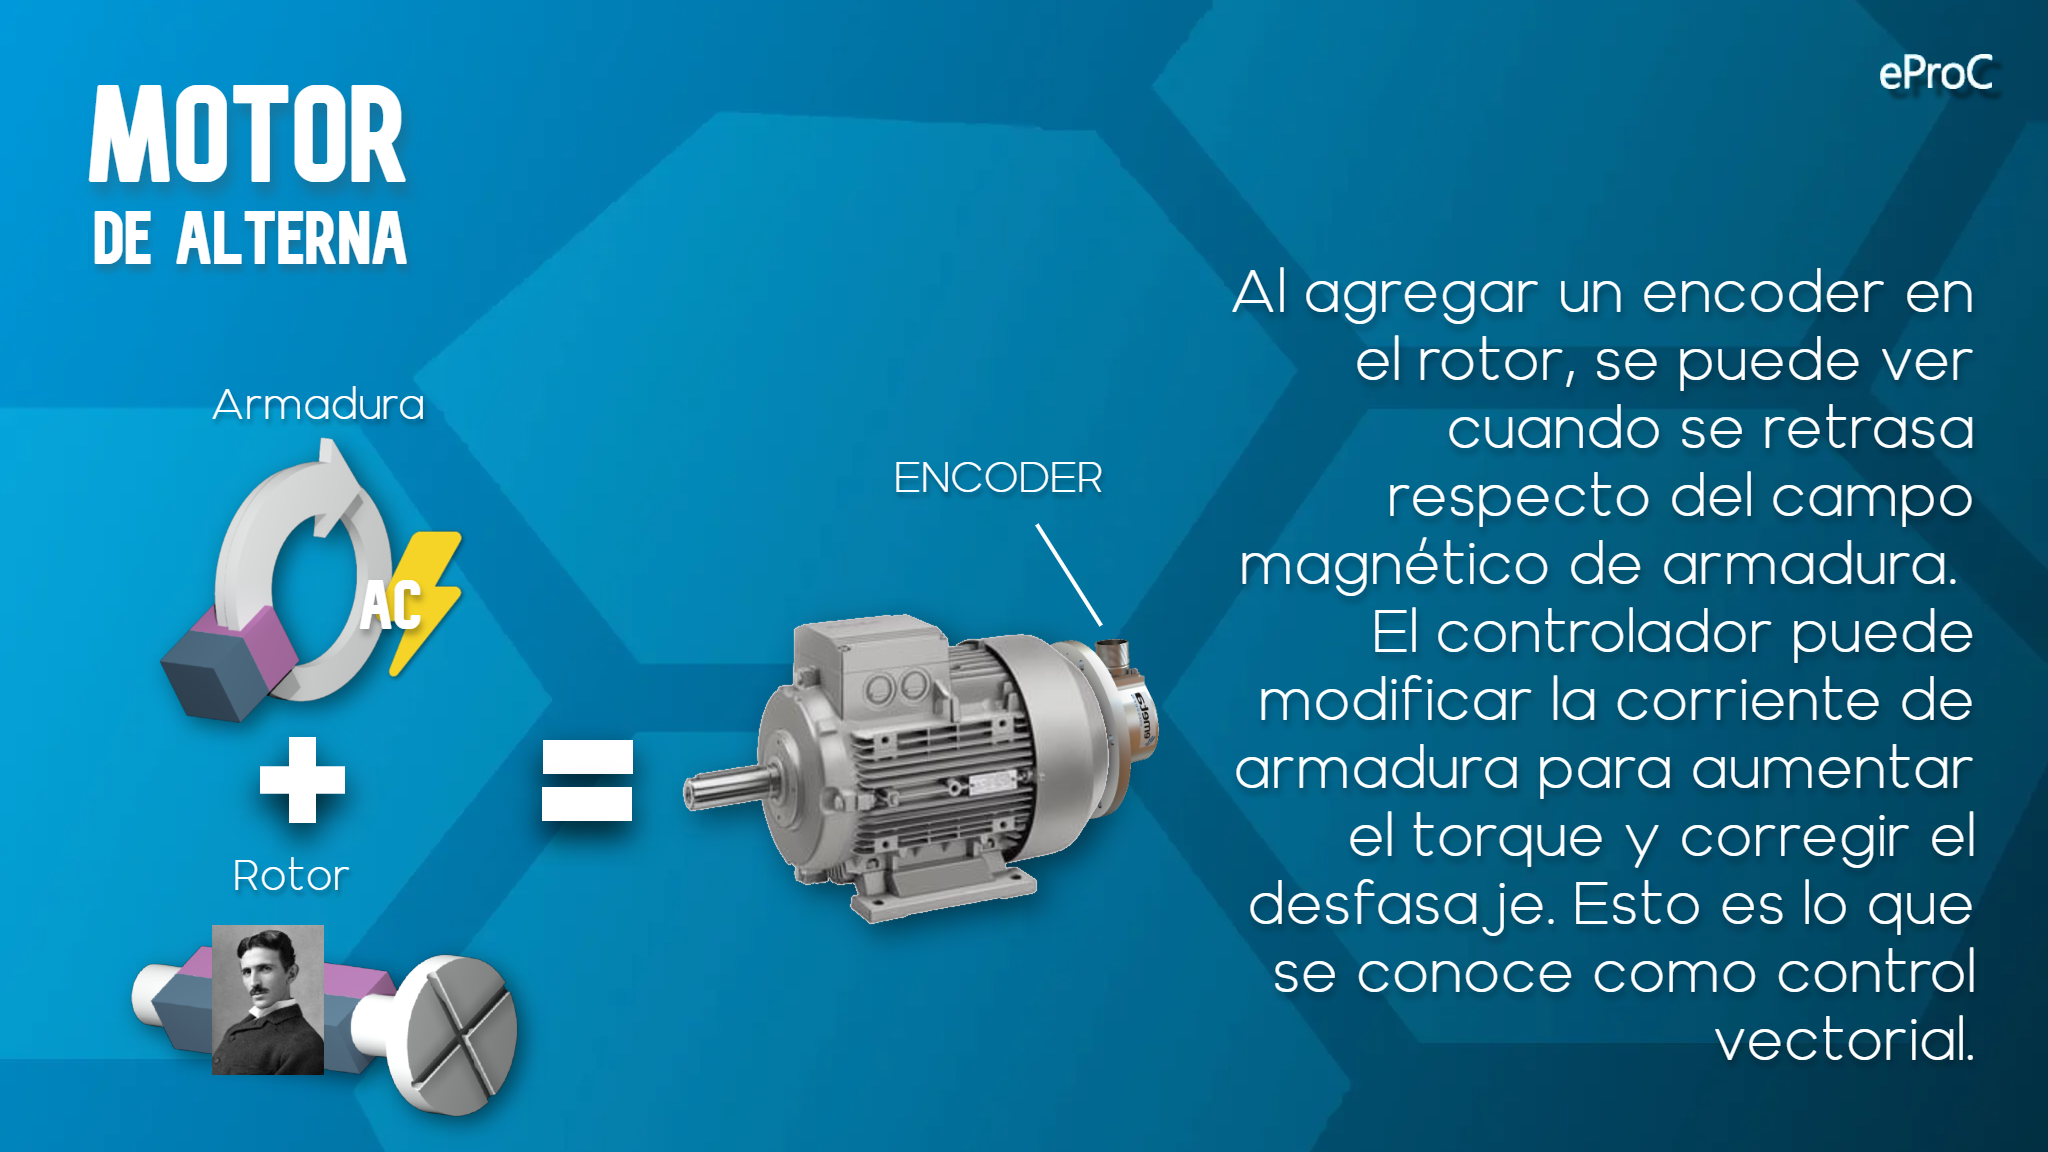 eProC
MOTOR
DE ALTERNA
Armadura
AC
Rotor
ENCODER
Al agregar un encoder en
el rotor, se puede ver
cuando se retrasa
respecto del campo
magnético de armadura.
El controlador puede
modificar la corriente de
armadura para aumentar
el torque y corregir el
desfasaje. Esto es lo que
se conoce como control
vectorial.